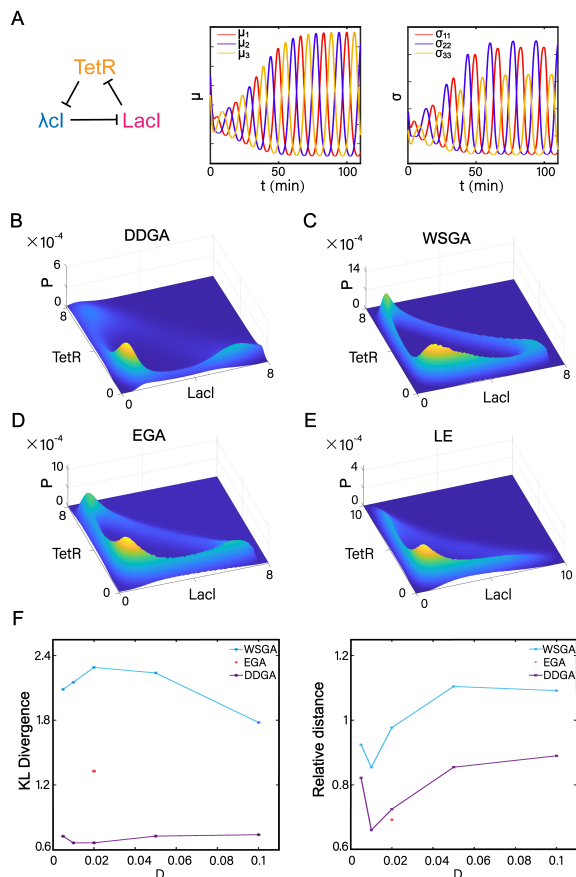 A
TetR
λcI
LacI
μ
μ1
μ2
μ3
0
50
100
t (min)
σ
σ11
σ22
σ33
0
50
100
t (min)
B
DDGA
×10-4
6
P
0
8
TetR
0
0
LacI
8
C
WSGA
×10-4
14
P
0
8
TetR
0
0
LacI
8
D
EGA
×10-4
10
P
0
8
TetR
0
0
LacI
8
E
LE
×10-4
4
P
0
10
TetR
0
0
LacI
10
F
KL Divergence
2.4
1.8
1.2
0.6
0
0.02
0.04
0.06
0.08
0.1
D
WSGA
EGA
DDGA
Relative distance
1.2
1
0.8
0.6
0
0.02
0.04
0.06
0.08
0.1
D
WSGA
EGA
DDGA